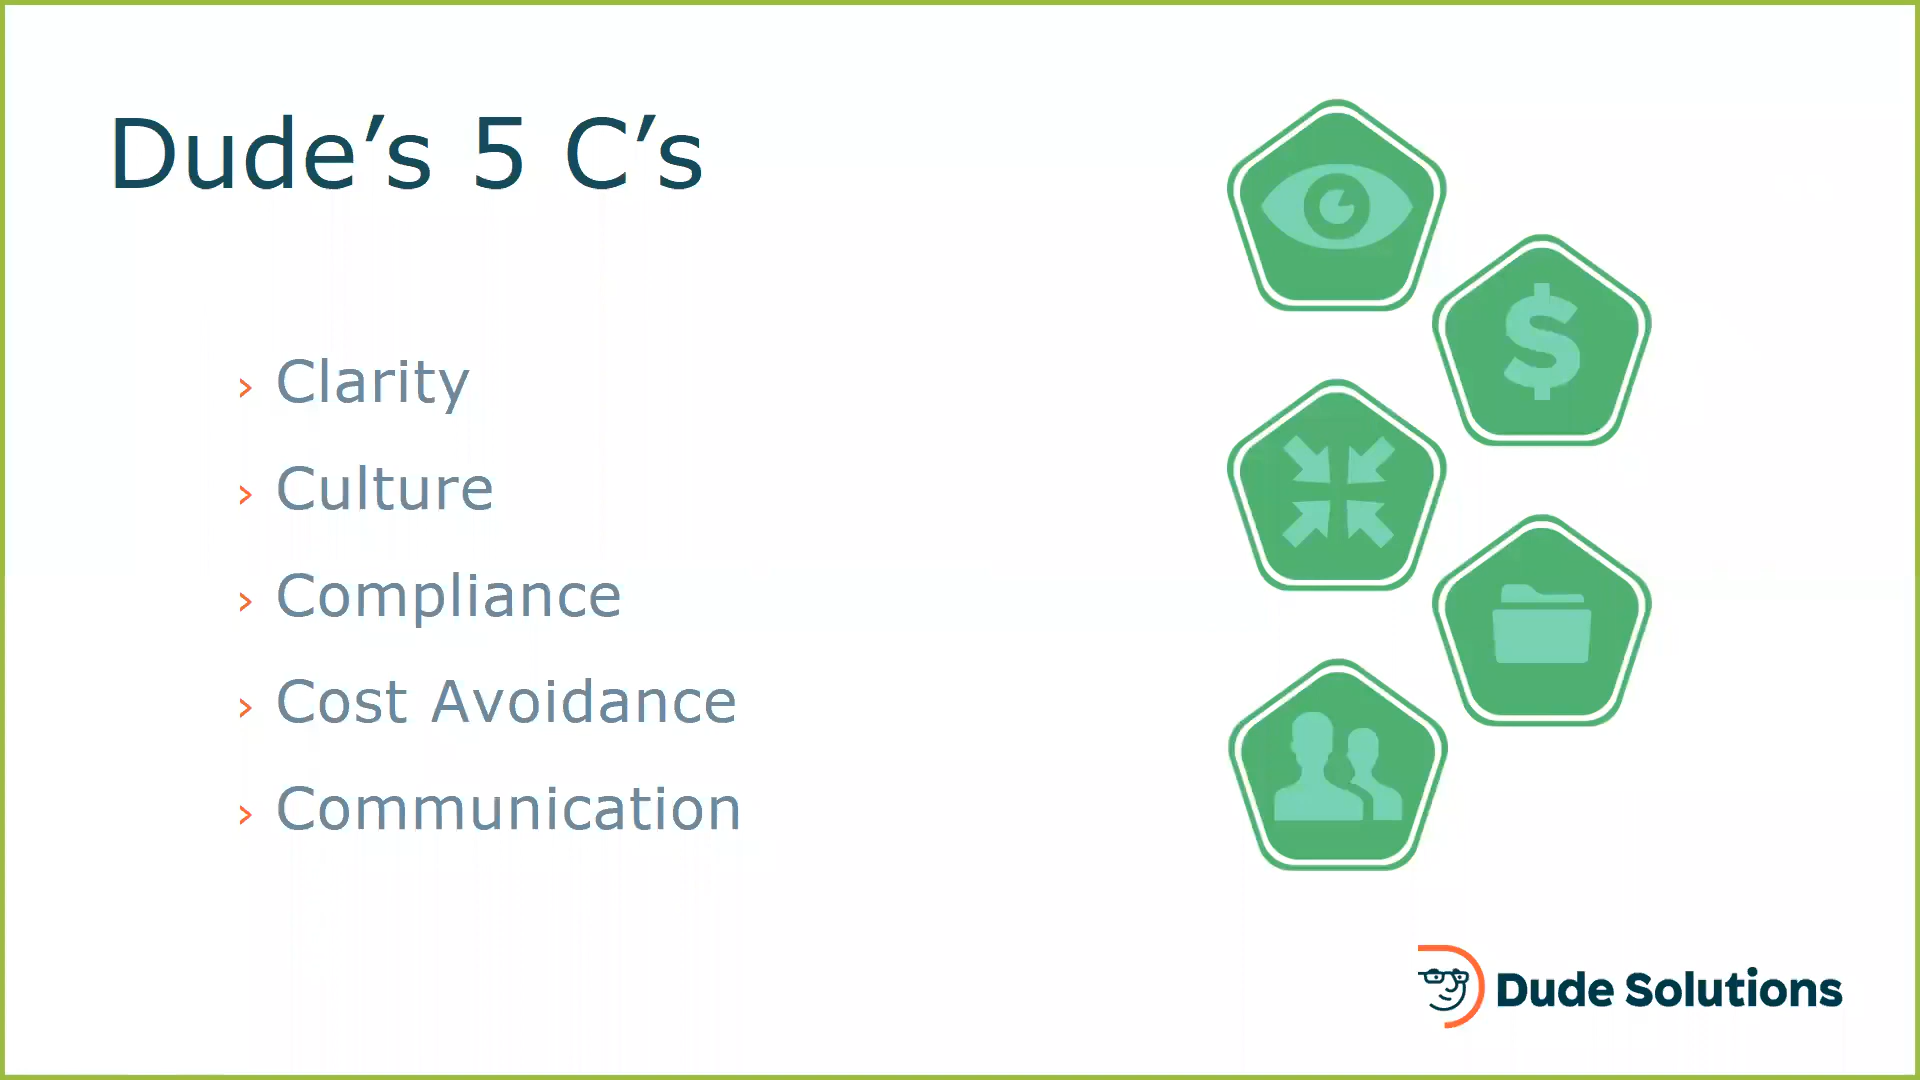 Dude’s 5 C’s
› Clarity
› Culture
› Compliance
› Cost Avoidance
› Communication
$
Dude Solutions